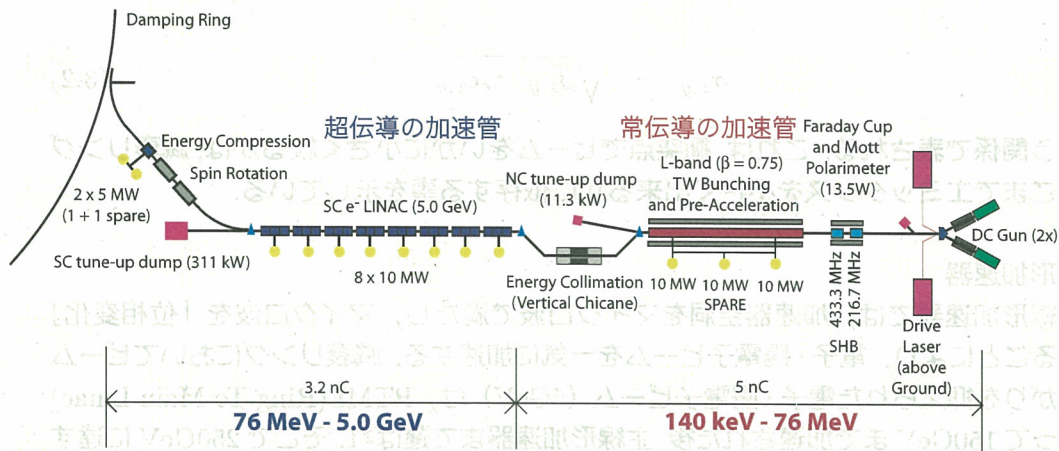 Damping Ring
Energy Compression
Spin Rotation
2 x 5 MW
(1 + 1 spare)
SC tune-up dump (311 kW)
超伝導の加速管
SC e⁻ LINAC (5.0 GeV)
8 x 10 MW
NC tune-up dump
(11.3 kW)
Energy Collimation
(Vertical Chicane)
常伝導の加速管
L-band (β = 0.75)
TW Bunching
and Pre-Acceleration
10 MW 10 MW 10 MW
SPARE
Faraday Cup
and Mott
Polarimeter
(13.5W)
433.3 MHz
216.7 MHz
SHB
DC Gun (2x)
Drive
Laser
(above
Ground)
3.2 nC
5 nC
76 MeV - 5.0 GeV
140 keV - 76 MeV